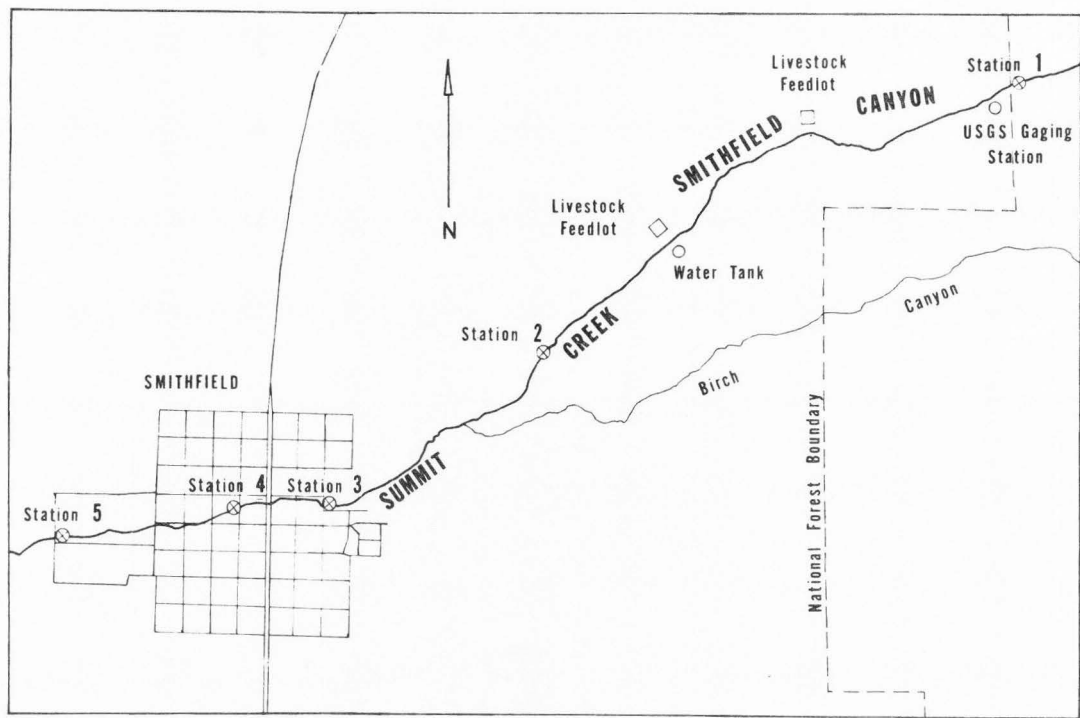 Station 1
Livestock
Feedlot
CANYON
USGS Gaging
Station
SMITHFIELD
Livestock
Feedlot
N
Water Tank
Station 2
CREEK
Canyon
Birch
SMITHFIELD
National Forest Boundary
SUMMIT
Station 4
Station 3
Station 5